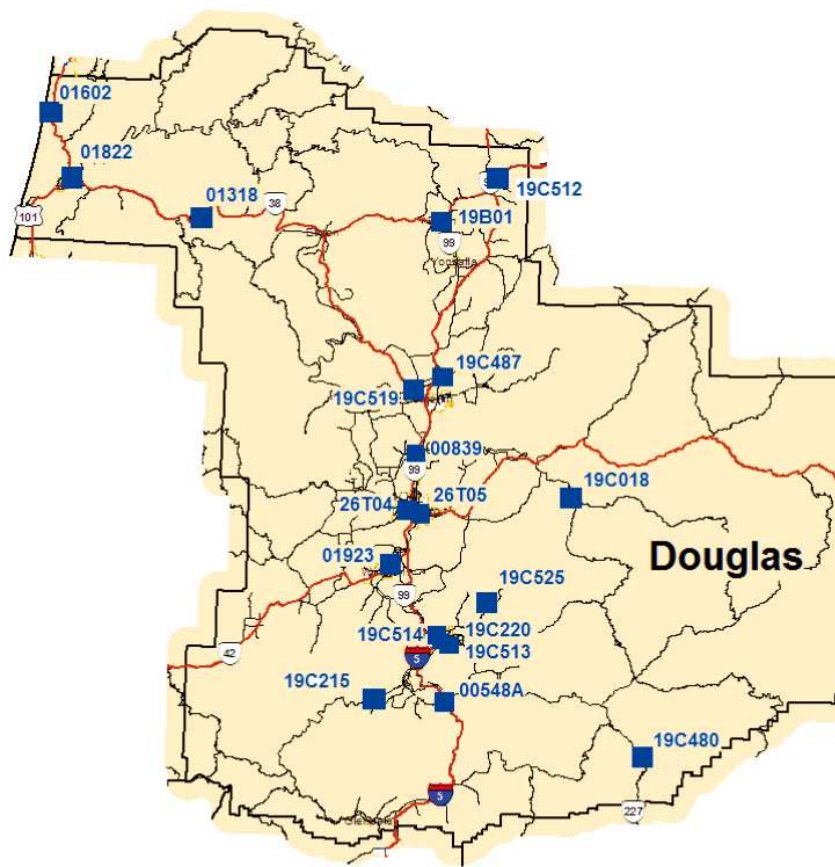 01602
01822
19C512
01318
38
19B01
101
99
Yoncalla
19C487
19C519
00839
99
26T04
26T05
19C018
01923
Douglas
19C525
99
19C514
19C220
42
19C513
5
19C215
00548A
19C480
5
227